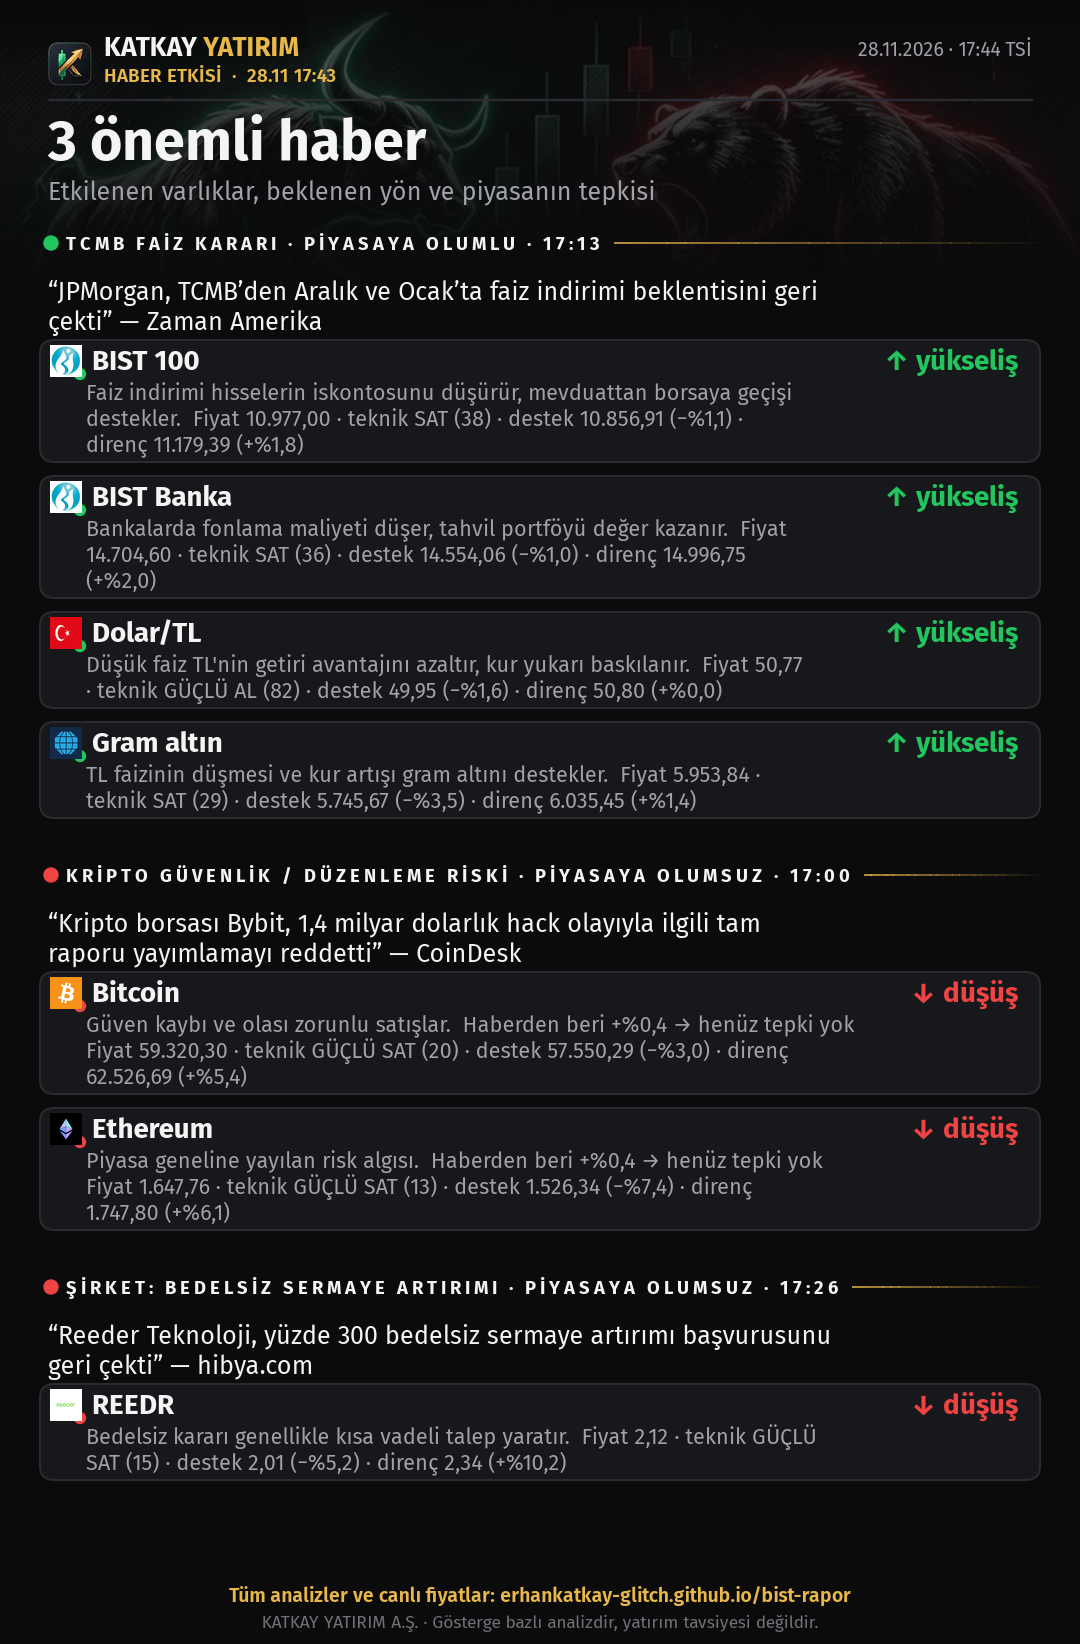 KATKAY YATIRIM
HABER ETKİSİ · 28.11 17:43
28.11.2026 · 17:44 TSİ
3 önemli haber
Etkilenen varlıklar, beklenen yön ve piyasanın tepkisi
TCMB FAİZ KARARI · PİYASAYA OLUMLU · 17:13
“JPMorgan, TCMB’den Aralık ve Ocak’ta faiz indirimi beklentisini geri
çekti” — Zaman Amerika
BIST 100 ↑ yükseliş
Faiz indirimi hisselerin iskontosunu düşürür, mevduattan borsaya geçişi
destekler. Fiyat 10.977,00 · teknik SAT (38) · destek 10.856,91 (−%1,1) ·
direnç 11.179,39 (+%1,8)
BIST Banka ↑ yükseliş
Bankalarda fonlama maliyeti düşer, tahvil portföyü değer kazanır. Fiyat
14.704,60 · teknik SAT (36) · destek 14.554,06 (−%1,0) · direnç 14.996,75
(+%2,0)
Dolar/TL ↑ yükseliş
Düşük faiz TL'nin getiri avantajını azaltır, kur yukarı baskılanır. Fiyat 50,77
· teknik GÜÇLÜ AL (82) · destek 49,95 (−%1,6) · direnç 50,80 (+%0,0)
Gram altın ↑ yükseliş
TL faizinin düşmesi ve kur artışı gram altını destekler. Fiyat 5.953,84 ·
teknik SAT (29) · destek 5.745,67 (−%3,5) · direnç 6.035,45 (+%1,4)
KRİPTO GÜVENLİK / DÜZENLEME RİSKİ · PİYASAYA OLUMSUZ · 17:00
“Kripto borsası Bybit, 1,4 milyar dolarlık hack olayıyla ilgili tam
raporu yayımlamayı reddetti” — CoinDesk
Bitcoin ↓ düşüş
Güven kaybı ve olası zorunlu satışlar. Haberden beri +%0,4 → henüz tepki yok
Fiyat 59.320,30 · teknik GÜÇLÜ SAT (20) · destek 57.550,29 (−%3,0) · direnç
62.526,69 (+%5,4)
Ethereum ↓ düşüş
Piyasa geneline yayılan risk algısı. Haberden beri +%0,4 → henüz tepki yok
Fiyat 1.647,76 · teknik GÜÇLÜ SAT (13) · destek 1.526,34 (−%7,4) · direnç
1.747,80 (+%6,1)
ŞİRKET: BEDELSİZ SERMAYE ARTIRIMI · PİYASAYA OLUMSUZ · 17:26
“Reeder Teknoloji, yüzde 300 bedelsiz sermaye artırımı başvurusunu
geri çekti” — hibya.com
REEDR ↓ düşüş
Bedelsiz kararı genellikle kısa vadeli talep yaratır. Fiyat 2,12 · teknik GÜÇLÜ
SAT (15) · destek 2,01 (−%5,2) · direnç 2,34 (+%10,2)
Tüm analizler ve canlı fiyatlar: erhankatkay-glitch.github.io/bist-rapor
KATKAY YATIRIM A.Ş. · Gösterge bazlı analizdir, yatırım tavsiyesi değildir.